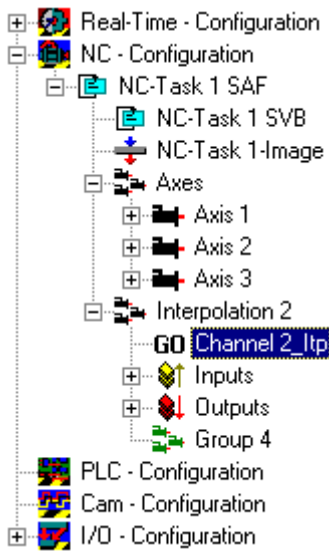 Real-Time - Configuration
NC - Configuration
NC-Task 1 SAF
NC-Task 1 SVB
NC-Task 1-Image
Axes
Axis 1
Axis 2
Axis 3
Interpolation 2
GO Channel 2_Itp
Inputs
Outputs
Group 4
PLC - Configuration
Cam - Configuration
I/O - Configuration